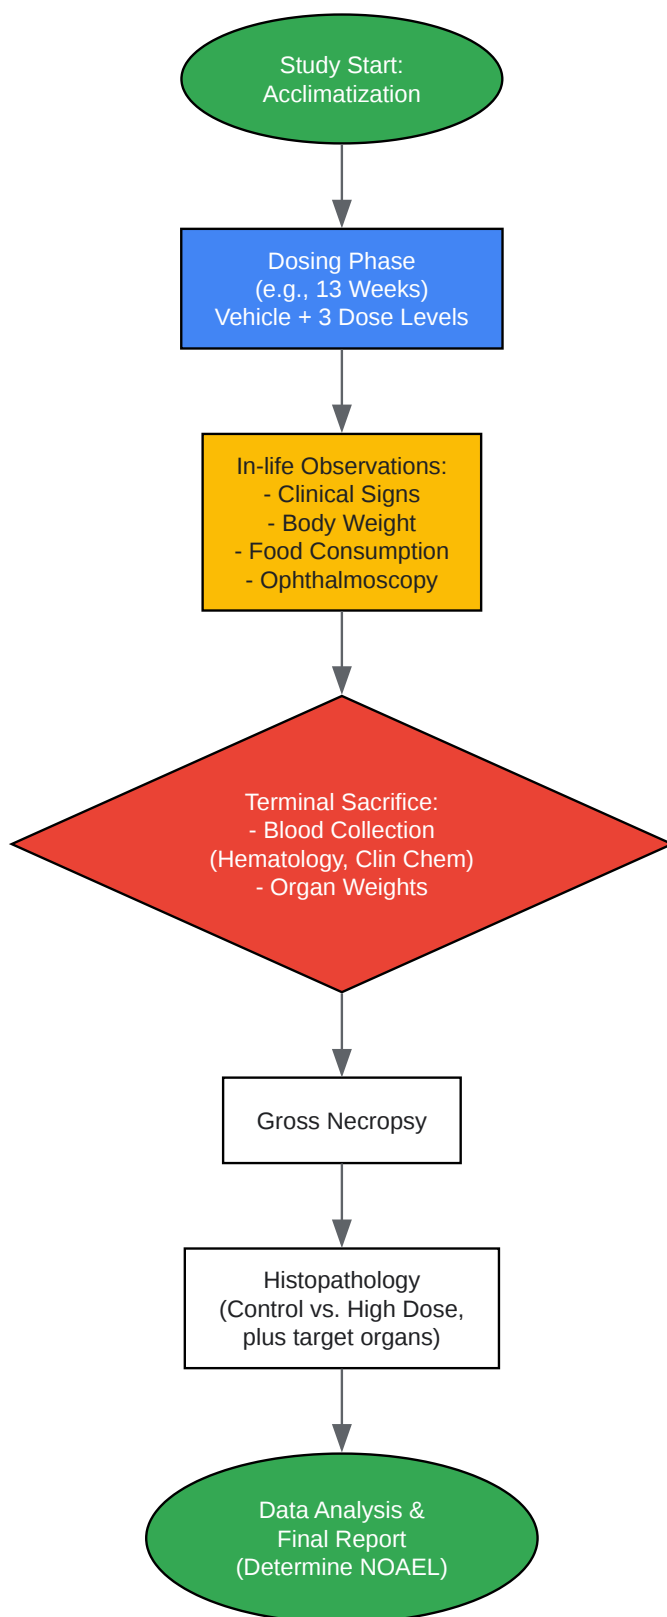 Study Start:
Acclimatization
Dosing Phase
(e.g., 13 Weeks)
Vehicle + 3 Dose Levels
In-life Observations:
- Clinical Signs
- Body Weight
- Food Consumption
- Ophthalmoscopy
Terminal Sacrifice:
- Blood Collection
(Hematology, Clin Chem)
- Organ Weights
Gross Necropsy
Histopathology
(Control vs. High Dose,
plus target organs)
Data Analysis &
Final Report
(Determine NOAEL)